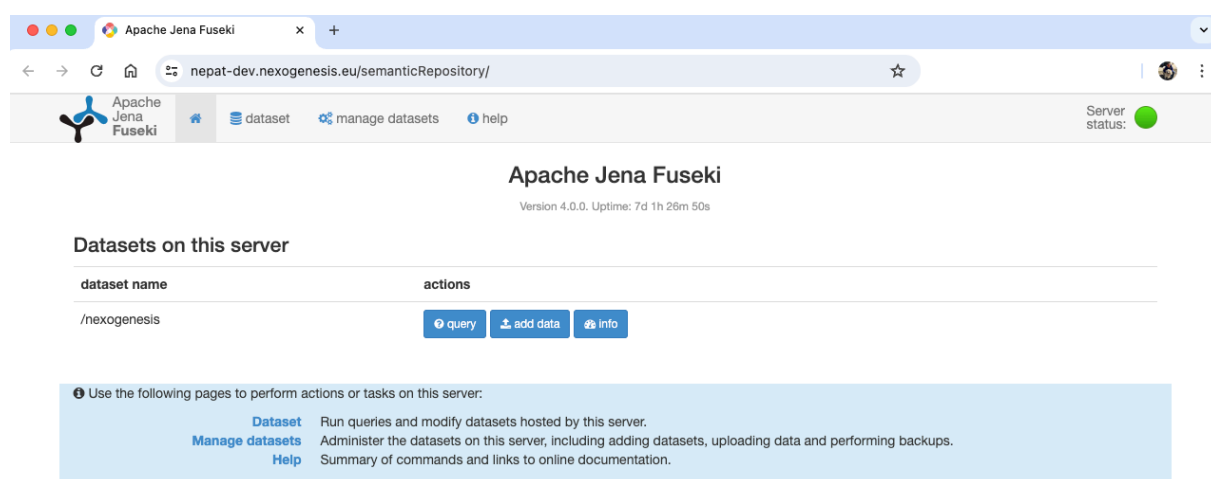 Apache Jena Fuseki
nepat-dev.nexogenesis.eu/semanticRepository/
Apache
Jena
Fuseki
dataset
manage datasets
help
Server
status:
Apache Jena Fuseki
Version 4.0.0. Uptime: 7d 1h 26m 50s
Datasets on this server
dataset name actions
/nexogenesis query add data info
Use the following pages to perform actions or tasks on this server:
Dataset Run queries and modify datasets hosted by this server.
Manage datasets Administer the datasets on this server, including adding datasets, uploading data and performing backups.
Help Summary of commands and links to online documentation.